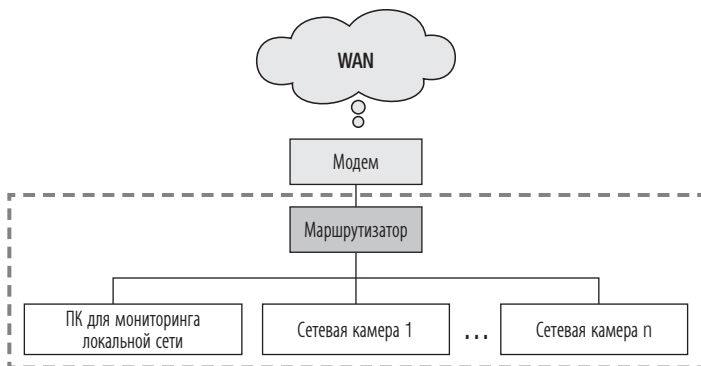 WAN
Модем
Маршрутизатор
ПК для мониторинга
локальной сети
Сетевая камера 1
...
Сетевая камера n